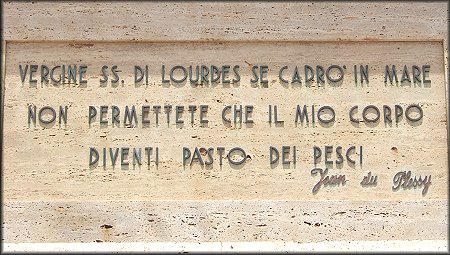 VERGINE SS. DI LOURDES SE CADRO' IN MARE
NON PERMETTETE CHE IL MIO CORPO
DIVENTI PASTO DEI PESCI
Jean du Plessy